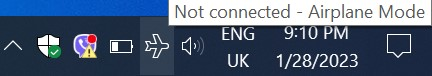 Not connected - Airplane Mode
ENG 9:10 PM
UK 1/28/2023